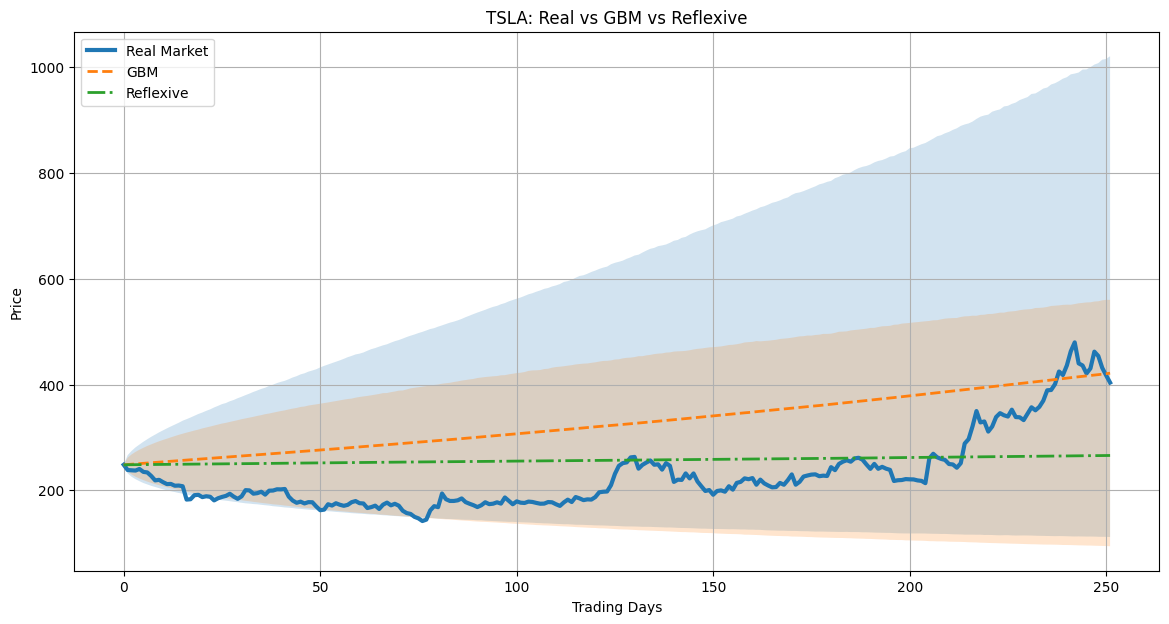 TSLA: Real vs GBM vs Reflexive
Real Market
GBM
Reflexive
1000
800
600
400
200
Price
0 50 100 150 200 250
Trading Days